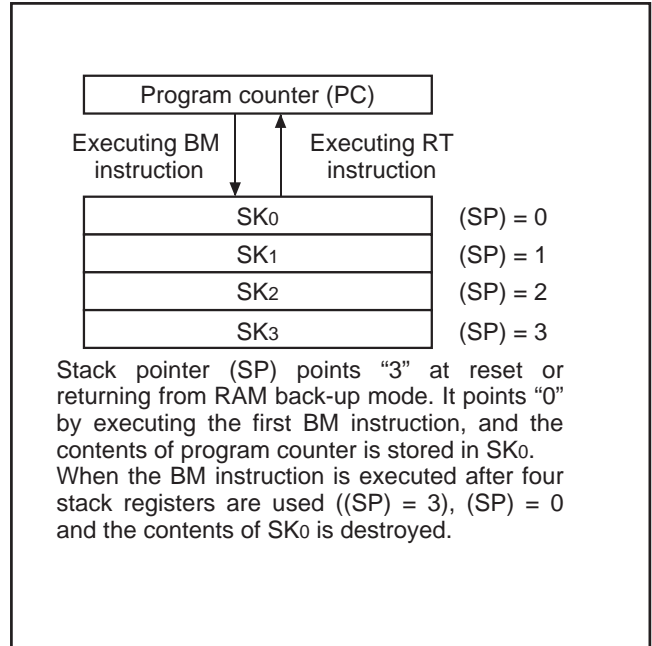 Program counter (PC)
Executing BM instruction
Executing RT instruction
SK0 (SP) = 0
SK1 (SP) = 1
SK2 (SP) = 2
SK3 (SP) = 3
Stack pointer (SP) points “3” at reset or
returning from RAM back-up mode. It points “0”
by executing the first BM instruction, and the
contents of program counter is stored in SK0.
When the BM instruction is executed after four
stack registers are used ((SP) = 3), (SP) = 0
and the contents of SK0 is destroyed.